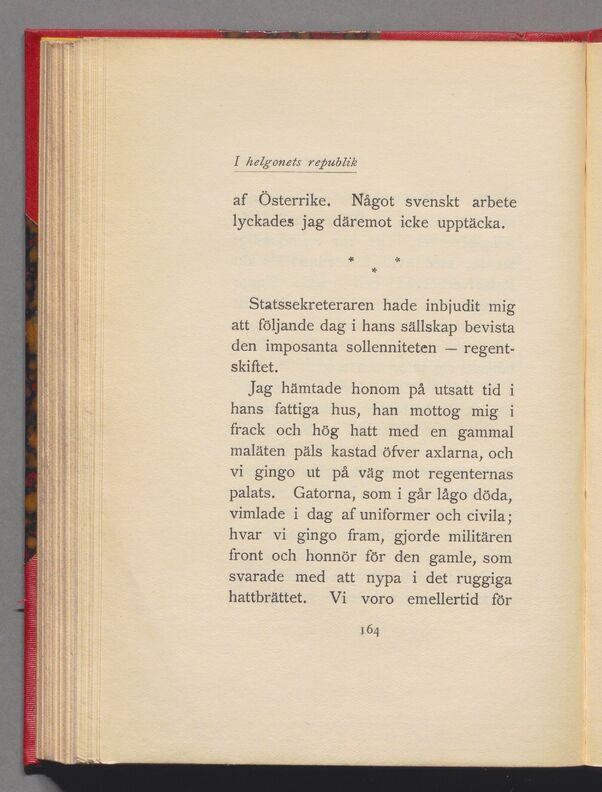 I helgonets republik
af Österrike. Något svenskt arbete
lyckades jag däremot icke upptäcka.
* *
*
Statssekreteraren hade inbjudit mig
att följande dag i hans sällskap bevista
den imposanta sollenniteten — regent-
skiftet.
Jag hämtade honom på utsatt tid i
hans fattiga hus, han mottog mig i
frack och hög hatt med en gammal
maläten päls kastad öfver axlarna, och
vi gingo ut på väg mot regenternas
palats. Gatorna, som i går lågo döda,
vimlade i dag af uniformer och civila;
hvar vi gingo fram, gjorde militären
front och honnör för den gamle, som
svarade med att nypa i det ruggiga
hattbrättet. Vi voro emellertid för
164